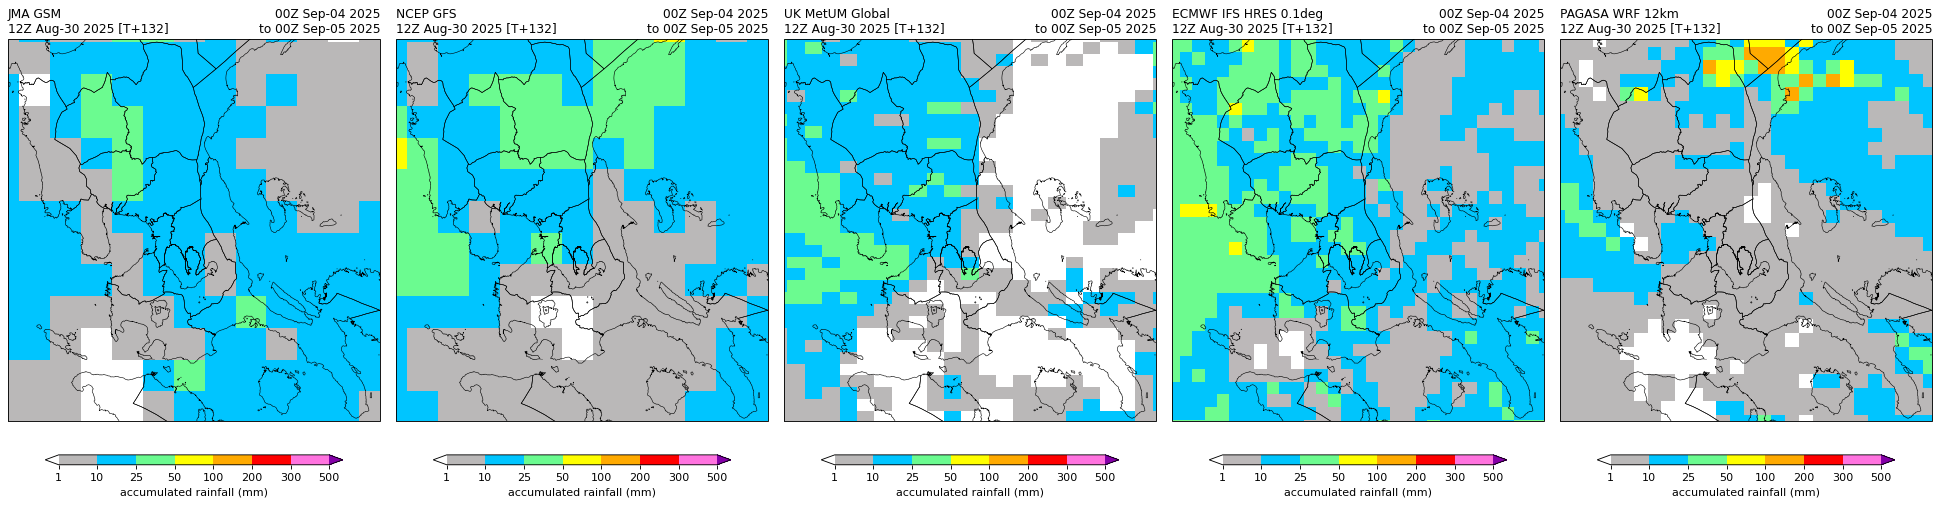 JMA GSM 00Z Sep-04 2025
12Z Aug-30 2025 [T+132] to 00Z Sep-05 2025
1 10 25 50 100 200 300 500
accumulated rainfall (mm)
NCEP GFS 00Z Sep-04 2025
12Z Aug-30 2025 [T+132] to 00Z Sep-05 2025
1 10 25 50 100 200 300 500
accumulated rainfall (mm)
UK MetUM Global 00Z Sep-04 2025
12Z Aug-30 2025 [T+132] to 00Z Sep-05 2025
1 10 25 50 100 200 300 500
accumulated rainfall (mm)
ECMWF IFS HRES 0.1deg 00Z Sep-04 2025
12Z Aug-30 2025 [T+132] to 00Z Sep-05 2025
1 10 25 50 100 200 300 500
accumulated rainfall (mm)
PAGASA WRF 12km 00Z Sep-04 2025
12Z Aug-30 2025 [T+132] to 00Z Sep-05 2025
1 10 25 50 100 200 300 500
accumulated rainfall (mm)